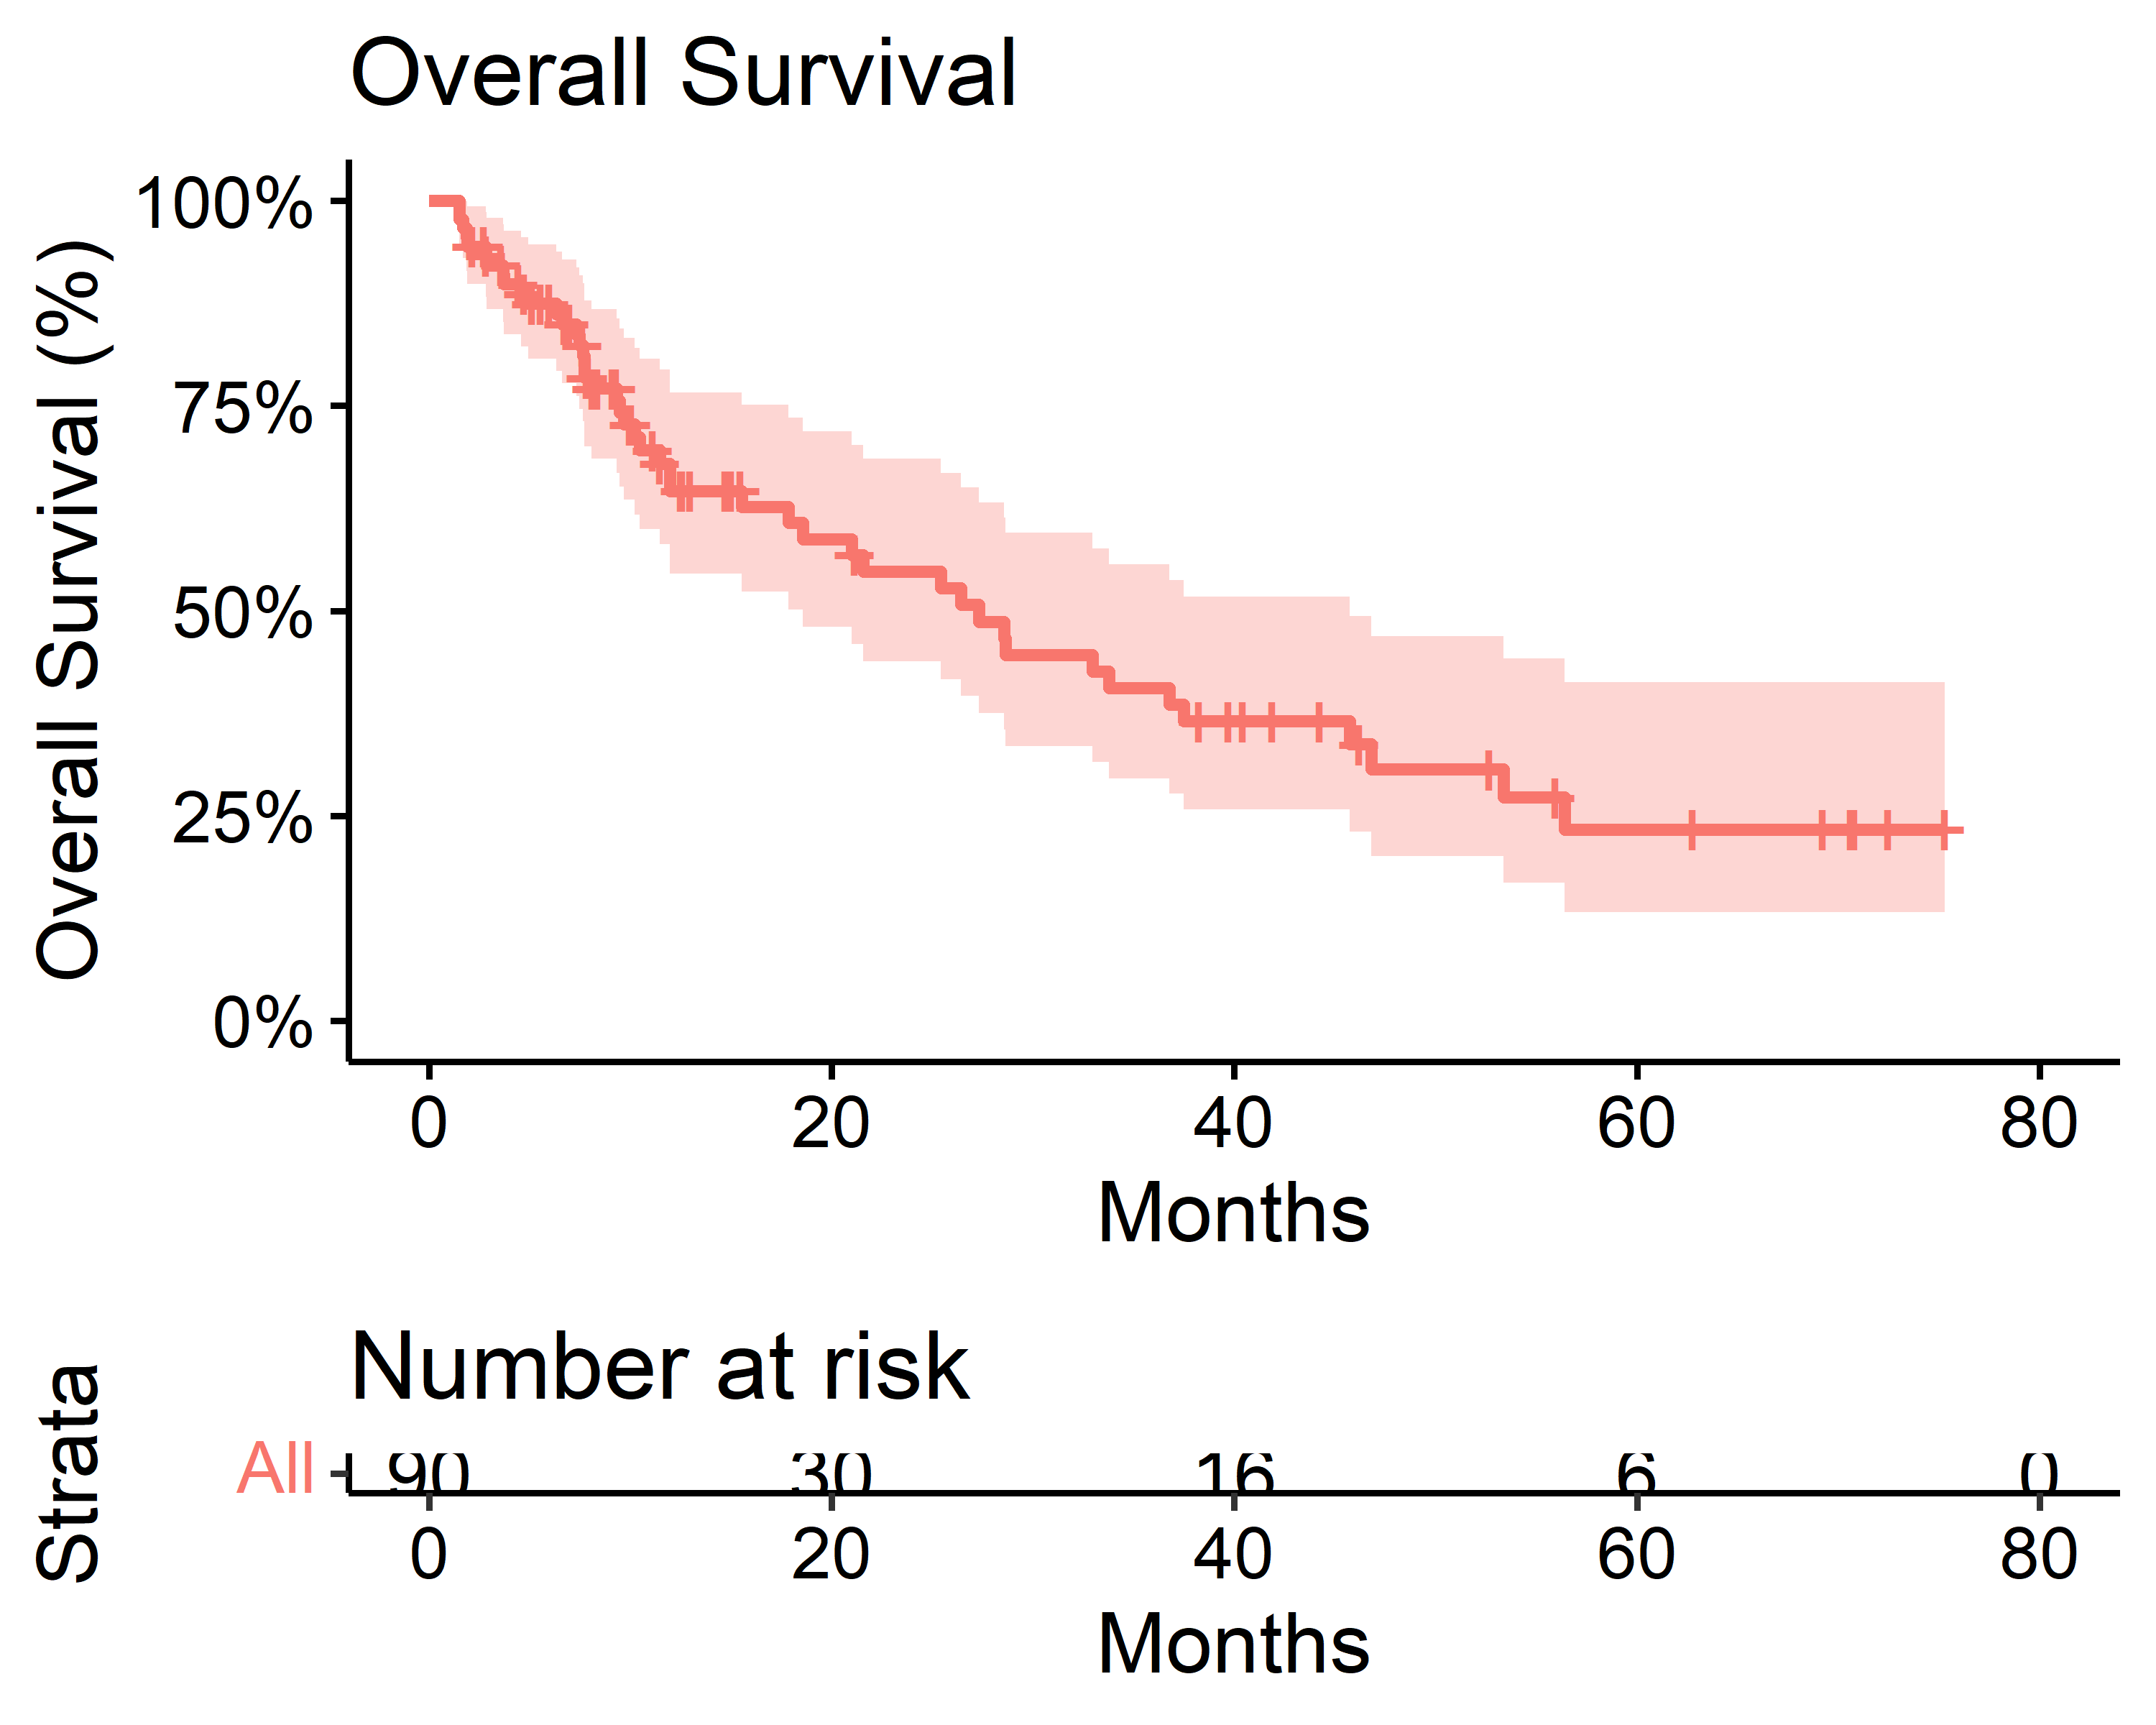 Overall Survival
Overall Survival (%)
100%
75%
50%
25%
0%
0 20 40 60 80
Months
Number at risk
Strata
All 90 30 16 6 0
0 20 40 60 80
Months